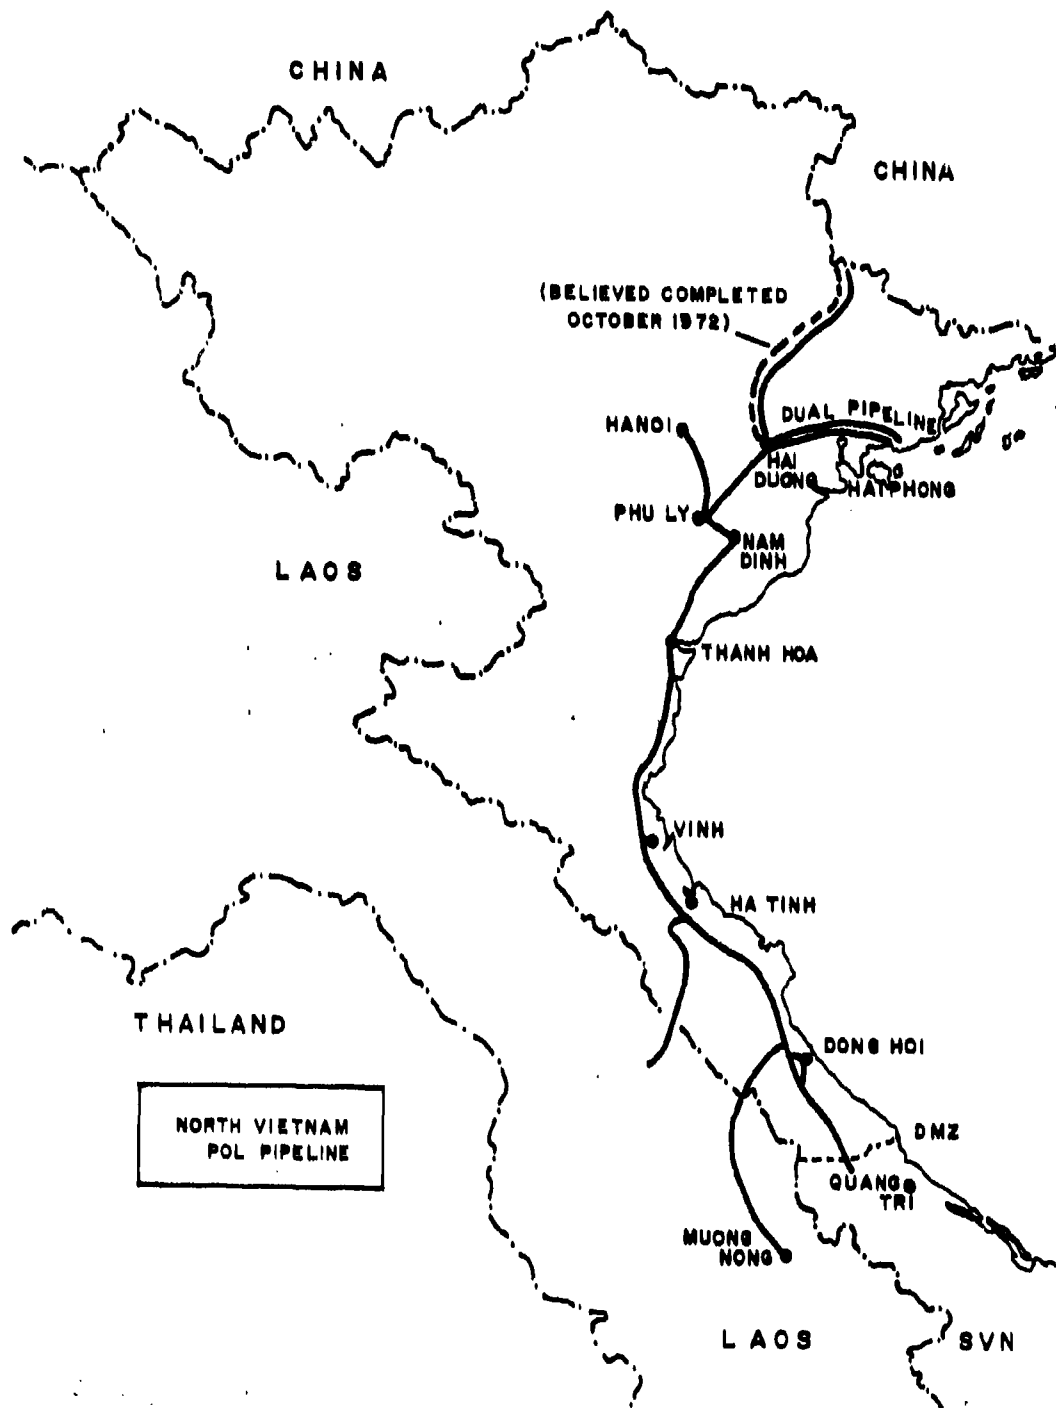 CHINA
CHINA
(BELIEVED COMPLETED
OCTOBER 1972)
DUAL PIPELINE
HANOI
HAI
DUONG
HAIPHONG
PHU LY
NAM
DINH
LAOS
THANH HOA
VINH
HA TINH
THAILAND
DONG HOI
NORTH VIETNAM
POL PIPELINE
DMZ
QUANG
TRI
MUONG
NONG
LAOS
SVN